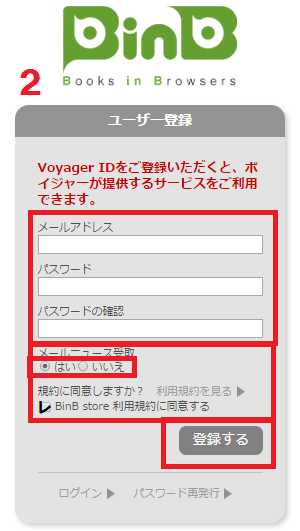 BinB
Books in Browsers
2
ユーザー登録
Voyager IDをご登録いただくと、ボ
イジャーが提供するサービスをご利用
できます。
メールアドレス
パスワード
パスワードの確認
メールニュース受取
はい いいえ
規約に同意しますか？ 利用規約を見る ▶
BinB store 利用規約に同意する
登録する
ログイン ▶ パスワード再発行 ▶